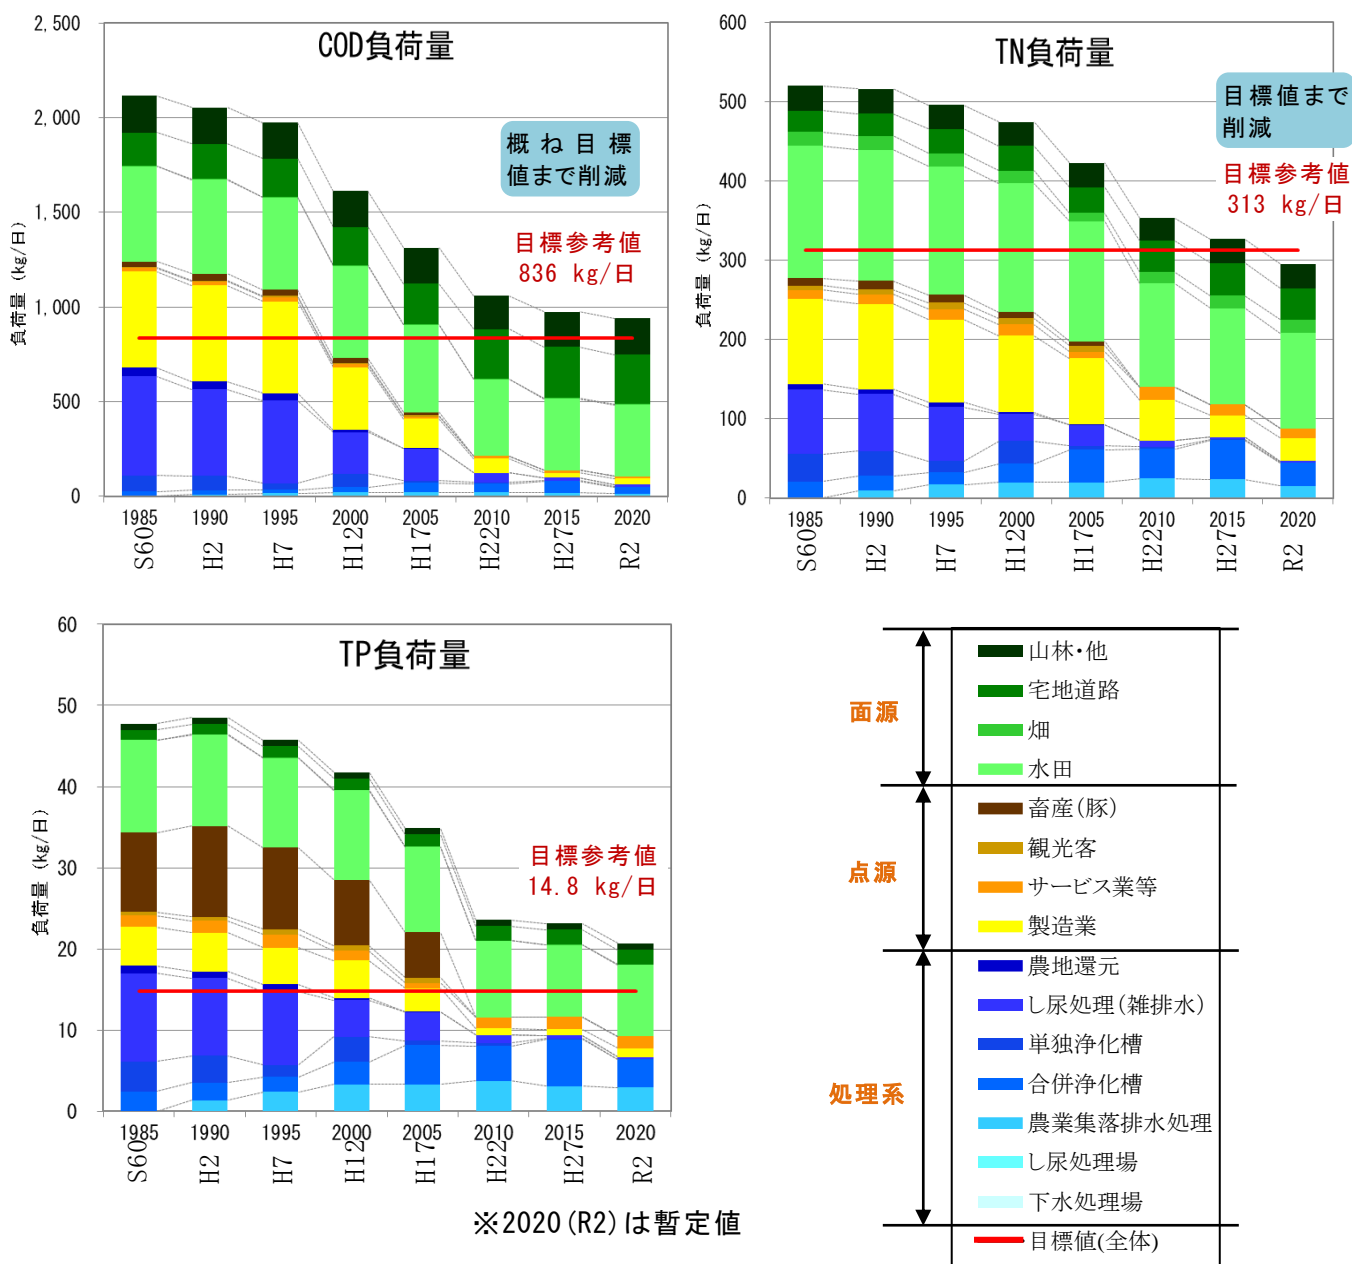 COD負荷量
2,500
2,000
1,500
1,000
500
0
負荷量 (kg/日)
概ね目標
値まで削減
目標参考値
836 kg/日
1985 1990 1995 2000 2005 2010 2015 2020
S60 H2 H7 H12 H17 H22 H27 R2
TN負荷量
600
500
400
300
200
100
0
負荷量 (kg/日)
目標値まで
削減
目標参考値
313 kg/日
1985 1990 1995 2000 2005 2010 2015 2020
S60 H2 H7 H12 H17 H22 H27 R2
TP負荷量
60
50
40
30
20
10
0
負荷量 (kg/日)
目標参考値
14.8 kg/日
1985 1990 1995 2000 2005 2010 2015 2020
S60 H2 H7 H12 H17 H22 H27 R2
※2020(R2)は暫定値
面源
山林・他
宅地道路
畑
水田
点源
畜産(豚)
観光客
サービス業等
製造業
処理系
農地還元
し尿処理(雑排水)
単独浄化槽
合併浄化槽
農業集落排水処理
し尿処理場
下水処理場
目標値(全体)